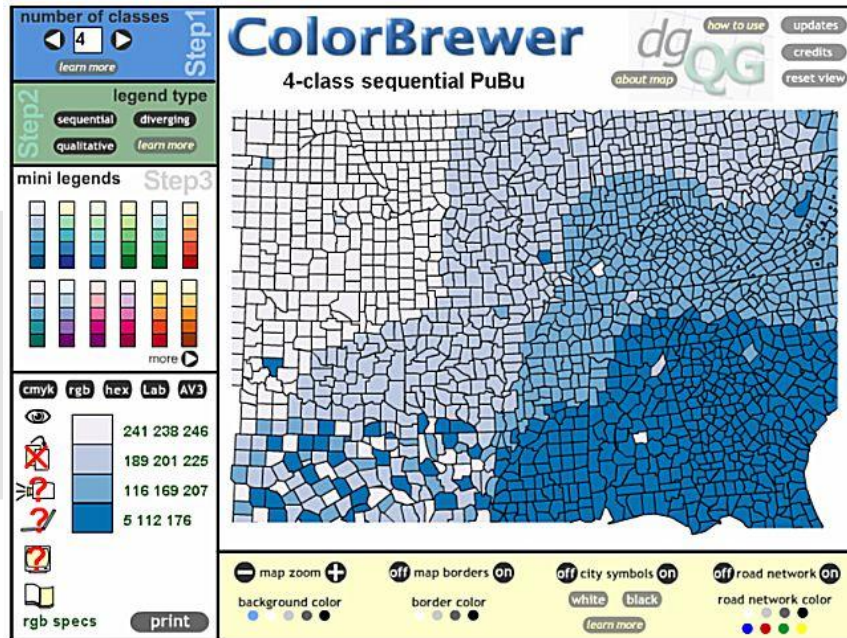 number of classes
4
learn more
Step1
ColorBrewer
4-class sequential PuBu
dg
QG
how to use
about map
updates
credits
reset view
Step2
legend type
sequential
diverging
qualitative
learn more
mini legends
Step3
more
cmyk
rgb
hex
Lab
AV3
241 238 246
189 201 225
116 169 207
5 112 176
?
?
?
rgb specs
print
map zoom
off map borders on
off city symbols on
off road network on
background color
border color
white
black
learn more
road network color